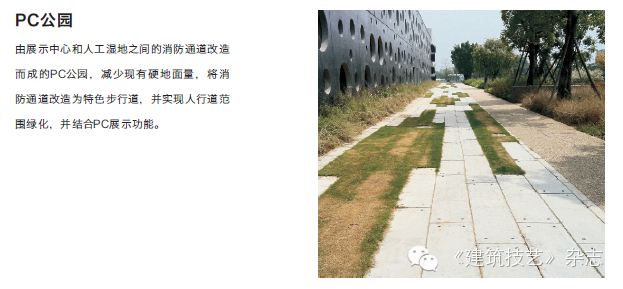 PC公园
由展示中心和人工湿地之间的消防通道改造
而成的PC公园，减少现有硬地面量，将消
防通道改造为特色步行道，并实现人行道范
围绿化，并结合PC展示功能。
《建筑技艺》杂志